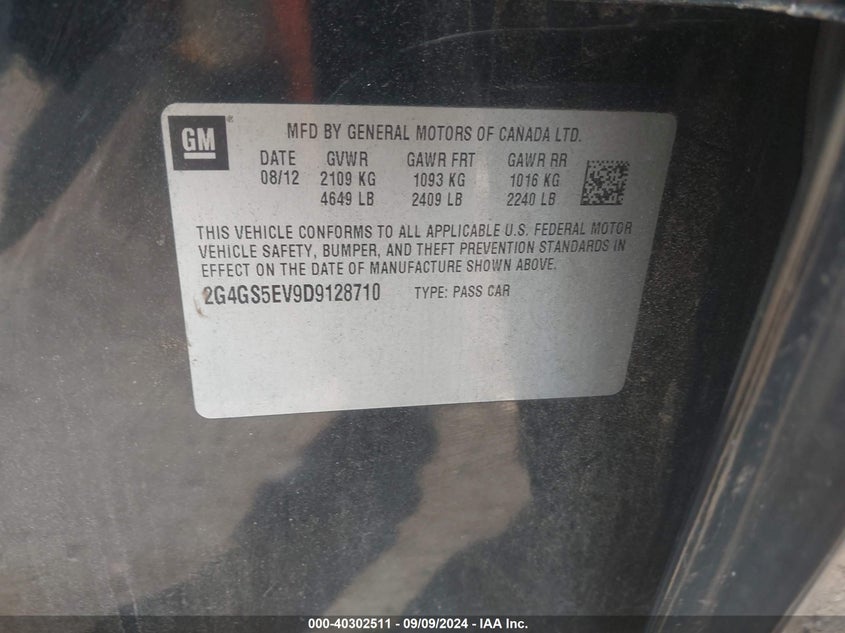 GM
MFD BY GENERAL MOTORS OF CANADA LTD.
DATE GVWR GAWR FRT GAWR RR
08/12 2109 KG 1093 KG 1016 KG
4649 LB 2409 LB 2240 LB
THIS VEHICLE CONFORMS TO ALL APPLICABLE U.S. FEDERAL MOTOR
VEHICLE SAFETY, BUMPER, AND THEFT PREVENTION STANDARDS IN
EFFECT ON THE DATE OF MANUFACTURE SHOWN ABOVE.
2G4GS5EV9D9128710 TYPE: PASS CAR
000-40302511 - 09/09/2024 - IAA Inc.